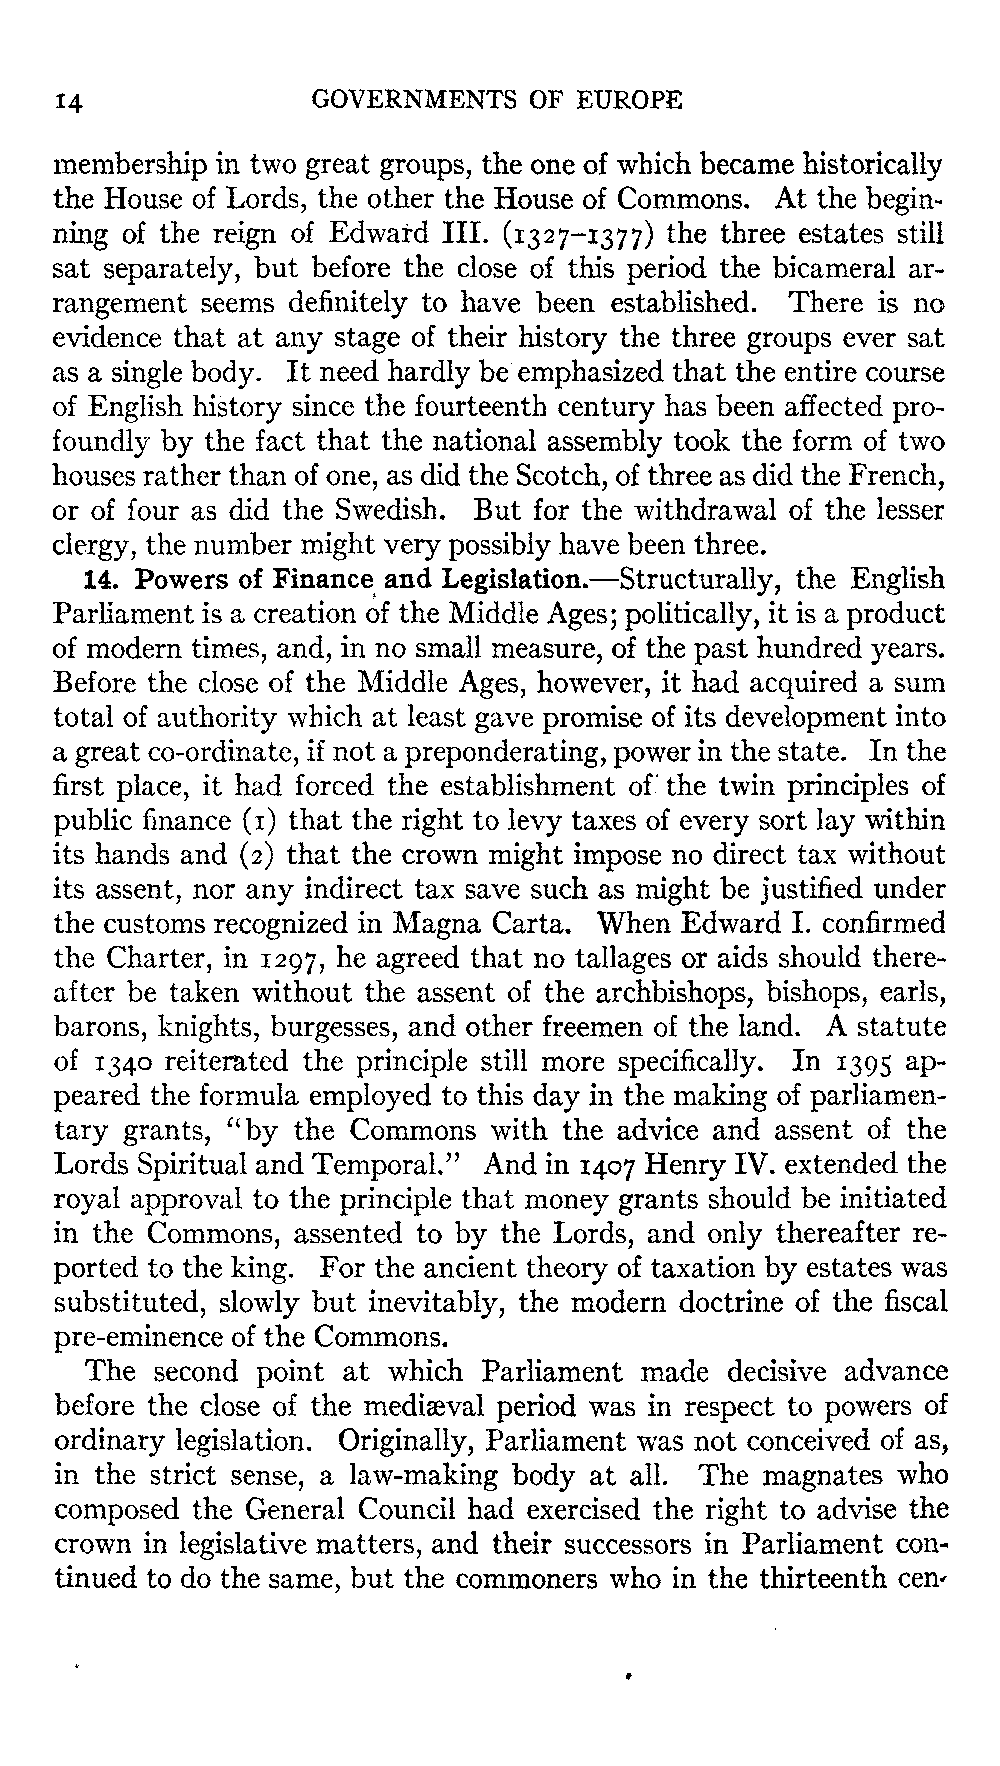 14 GOVERNMENTS OF EUROPE
membership in two great groups, the one of which became historically
the House of Lords, the other the House of Commons. At the begin-
ning of the reign of Edward III. (1327–1377) the three estates still
sat separately, but before the close of this period the bicameral ar-
rangement seems definitely to have been established. There is no
evidence that at any stage of their history the three groups ever sat
as a single body. It need hardly be emphasized that the entire course
of English history since the fourteenth century has been affected pro-
foundly by the fact that the national assembly took the form of two
houses rather than of one, as did the Scotch, of three as did the French,
or of four as did the Swedish. But for the withdrawal of the lesser
clergy, the number might very possibly have been three.
14. Powers of Finance and Legislation.—Structurally, the English
Parliament is a creation of the Middle Ages; politically, it is a product
of modern times, and, in no small measure, of the past hundred years.
Before the close of the Middle Ages, however, it had acquired a sum
total of authority which at least gave promise of its development into
a great co-ordinate, if not a preponderating, power in the state. In the
first place, it had forced the establishment of the twin principles of
public finance (1) that the right to levy taxes of every sort lay within
its hands and (2) that the crown might impose no direct tax without
its assent, nor any indirect tax save such as might be justified under
the customs recognized in Magna Carta. When Edward I. confirmed
the Charter, in 1297, he agreed that no tallages or aids should there-
after be taken without the assent of the archbishops, bishops, earls,
barons, knights, burgesses, and other freemen of the land. A statute
of 1340 reiterated the principle still more specifically. In 1395 ap-
peared the formula employed to this day in the making of parliamen-
tary grants, “by the Commons with the advice and assent of the
Lords Spiritual and Temporal.” And in 1407 Henry IV. extended the
royal approval to the principle that money grants should be initiated
in the Commons, assented to by the Lords, and only thereafter re-
ported to the king. For the ancient theory of taxation by estates was
substituted, slowly but inevitably, the modern doctrine of the fiscal
pre-eminence of the Commons.
The second point at which Parliament made decisive advance
before the close of the mediæval period was in respect to powers of
ordinary legislation. Originally, Parliament was not conceived of as,
in the strict sense, a law-making body at all. The magnates who
composed the General Council had exercised the right to advise the
crown in legislative matters, and their successors in Parliament con-
tinued to do the same, but the commoners who in the thirteenth cen-